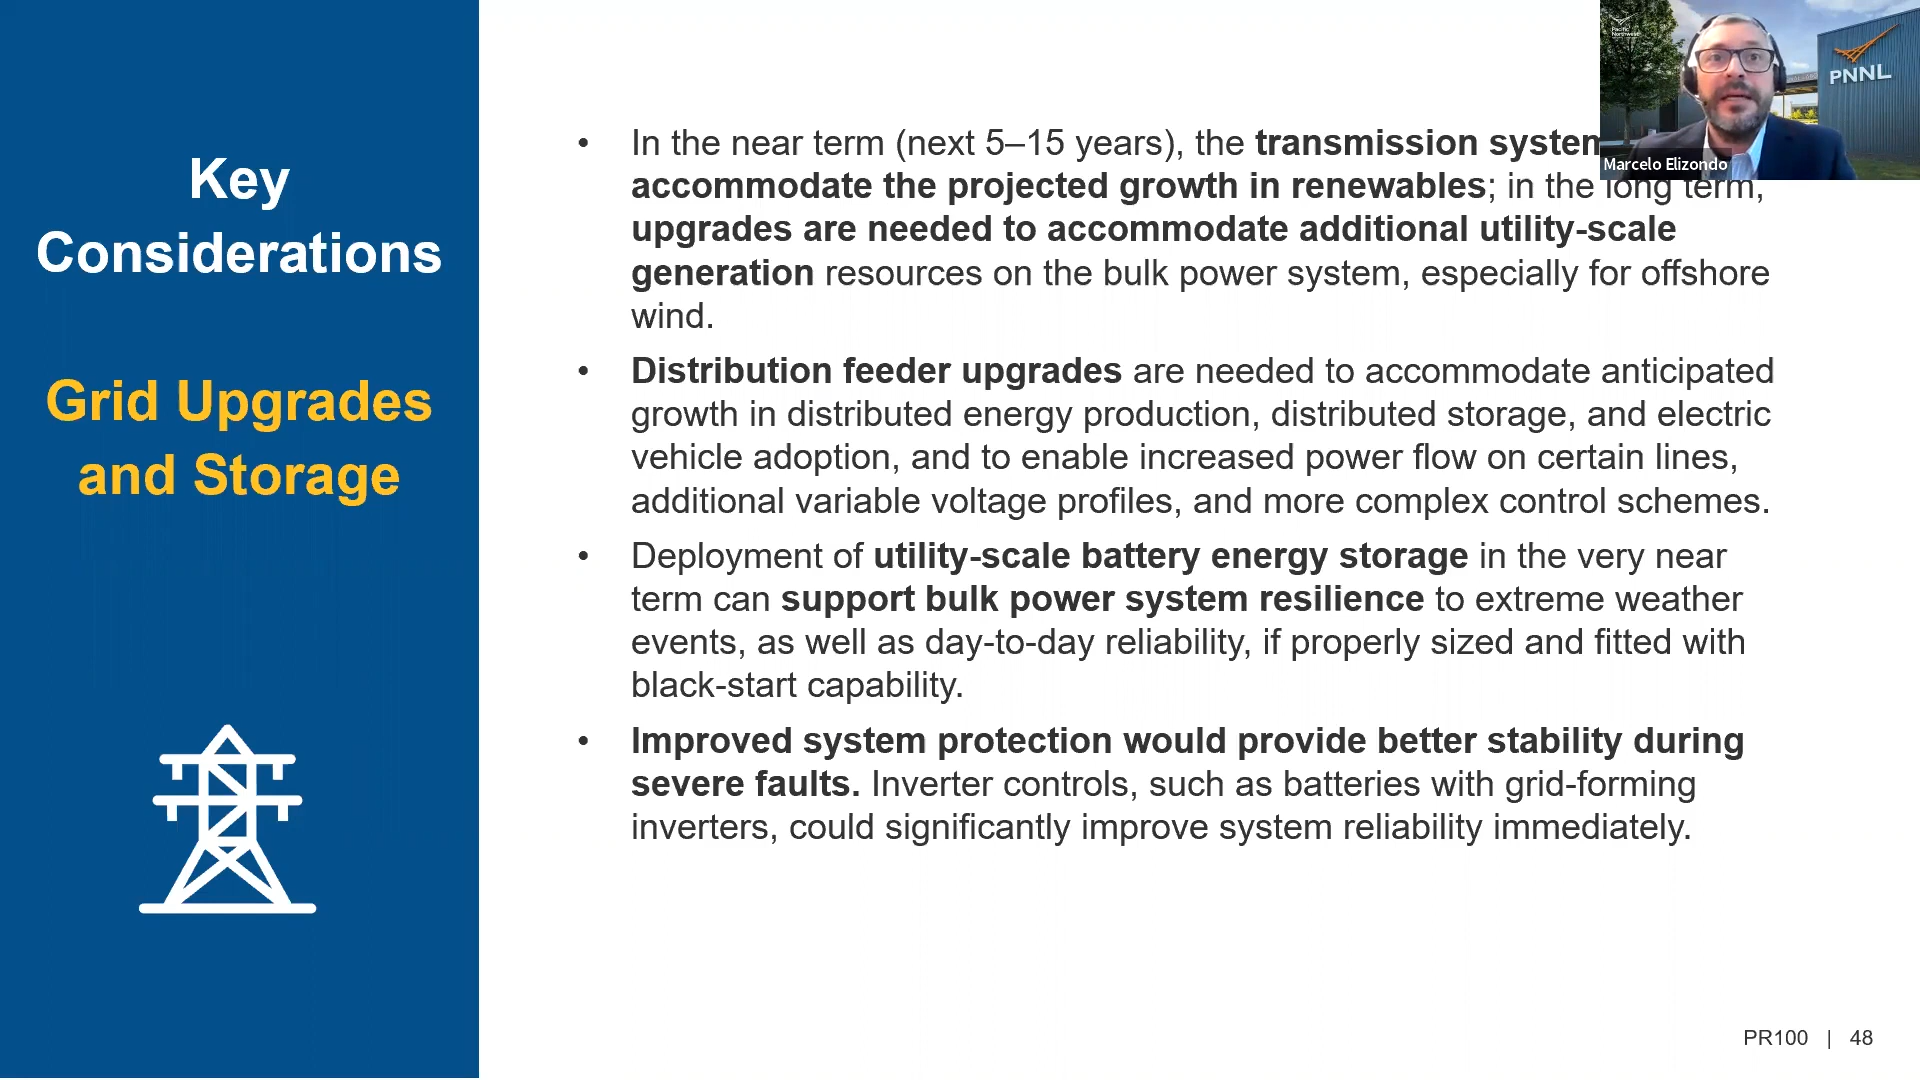 Key
Considerations
Grid Upgrades
and Storage
• In the near term (next 5–15 years), the transmission system
accommodate the projected growth in renewables; in the long term,
upgrades are needed to accommodate additional utility-scale
generation resources on the bulk power system, especially for offshore
wind.
• Distribution feeder upgrades are needed to accommodate anticipated
growth in distributed energy production, distributed storage, and electric
vehicle adoption, and to enable increased power flow on certain lines,
additional variable voltage profiles, and more complex control schemes.
• Deployment of utility-scale battery energy storage in the very near
term can support bulk power system resilience to extreme weather
events, as well as day-to-day reliability, if properly sized and fitted with
black-start capability.
• Improved system protection would provide better stability during
severe faults. Inverter controls, such as batteries with grid-forming
inverters, could significantly improve system reliability immediately.
Pacific
Northwest
PNNL
Marcelo Elizondo
PR100 | 48